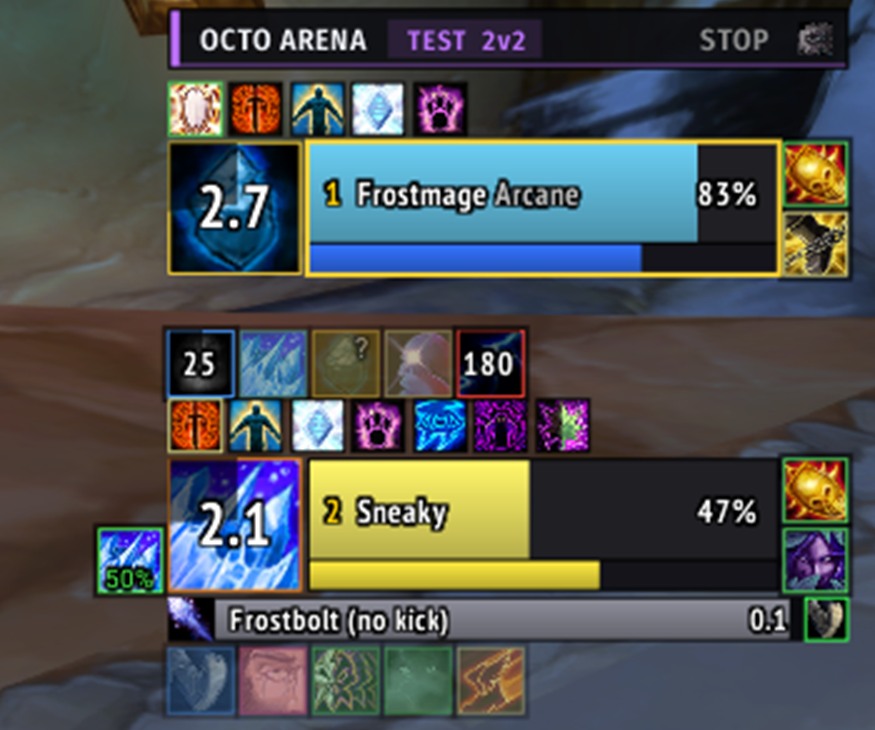 OCTO ARENA TEST 2v2 STOP
2.7 1 Frostmage Arcane 83%
25 ? 180
2.1 2 Sneaky 47%
50%
Frostbolt (no kick) 0.1